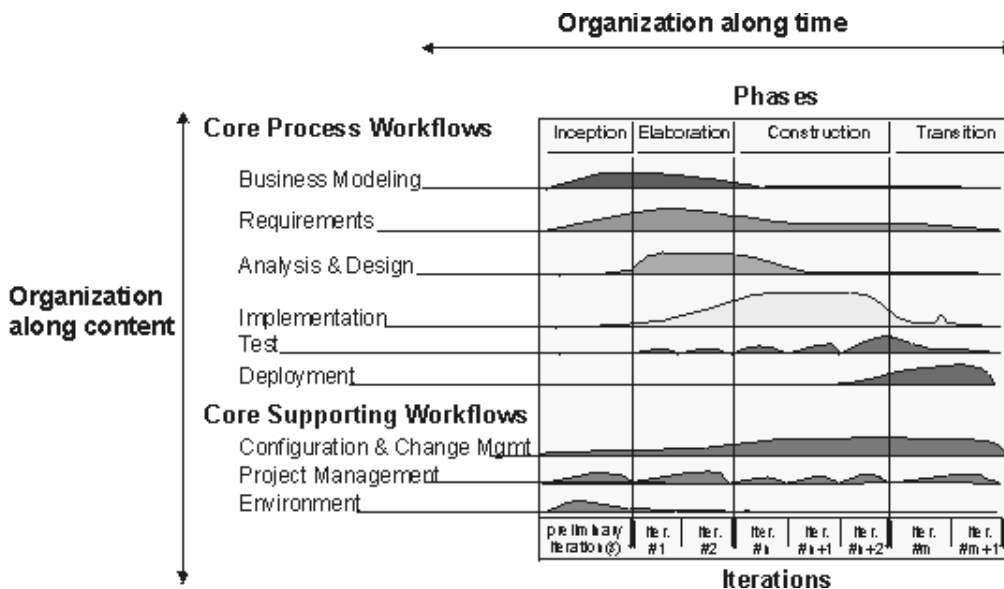 Organization along time
Phases
Core Process Workflows
Inception Elaboration Construction Transition
Business Modeling
Requirements
Analysis & Design
Organization
along content
Implementation
Test
Deployment
Core Supporting Workflows
Configuration & Change Mgmt
Project Management
Environment
preliminary
iteration(s)
Iter.
#1
Iter.
#2
Iter.
#n
Iter.
#n+1
Iter.
#n+2
Iter.
#m
Iter.
#m+1
Iterations